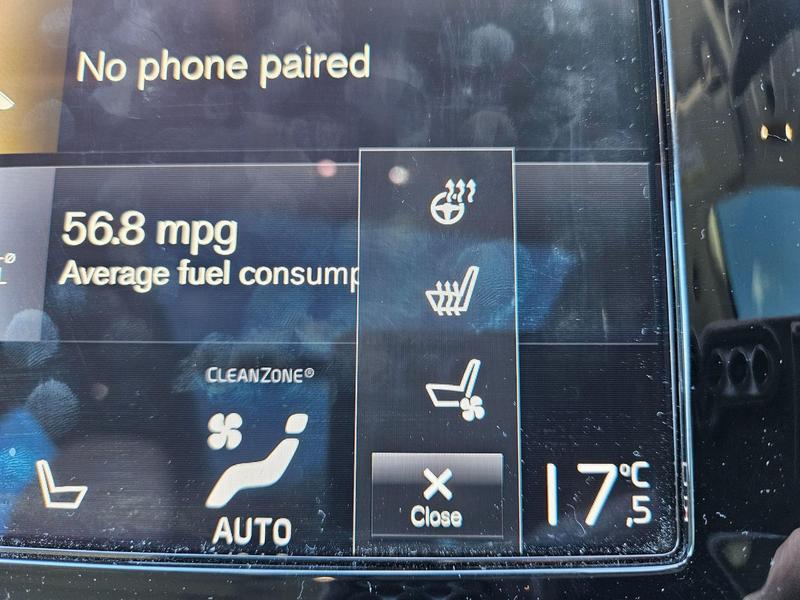 No phone paired
56.8 mpg
Average fuel consump
CLEANZONE®
AUTO
Close
17,5 °C